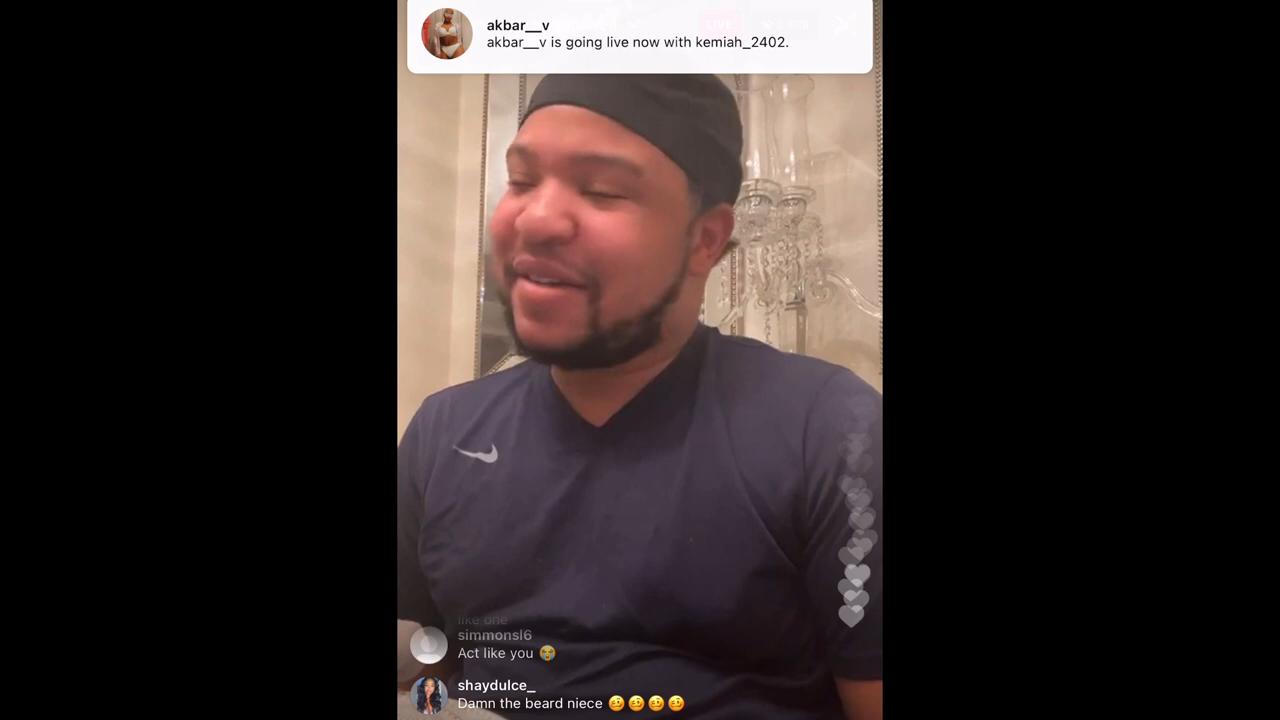 akbar__v
akbar__v is going live now with kemiah_2402.
LIVE
like one
simmonsl6
Act like you 😭
shaydulce_
Damn the beard niece 🥴🥴🥴🥴